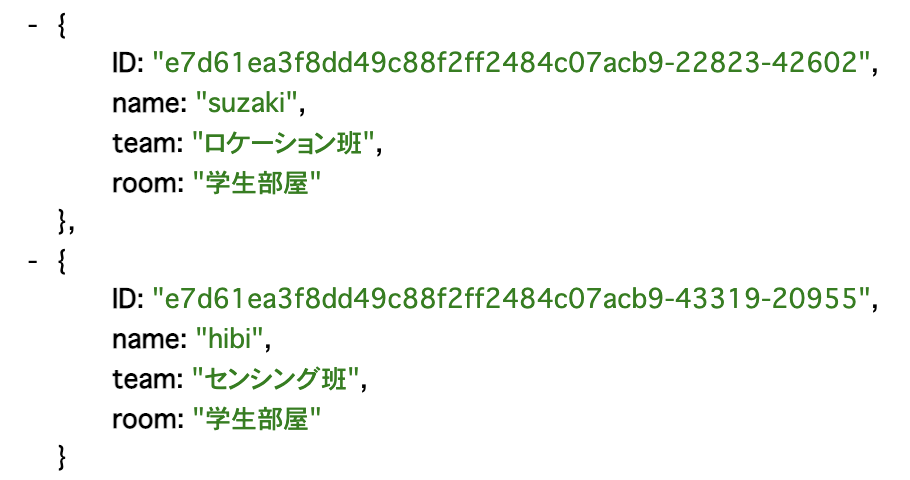 - {
ID: "e7d61ea3f8dd49c88f2ff2484c07acb9-22823-42602",
name: "suzaki",
team: "ロケーション班",
room: "学生部屋"
},
- {
ID: "e7d61ea3f8dd49c88f2ff2484c07acb9-43319-20955",
name: "hibi",
team: "センシング班",
room: "学生部屋"
}